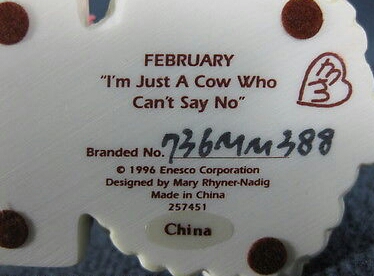 FEBRUARY
"I'm Just A Cow Who
Can't Say No"
Branded No. 736MM388
© 1996 Enesco Corporation
Designed by Mary Rhyner-Nadig
Made in China
257451
China